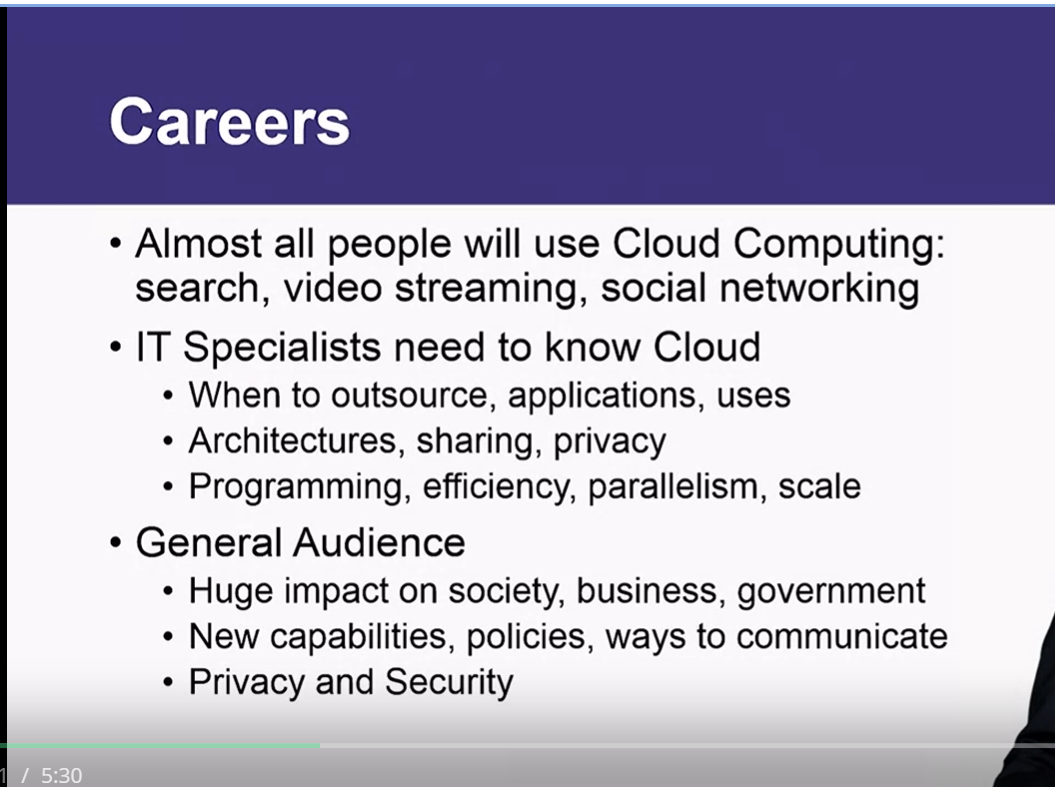 Careers
• Almost all people will use Cloud Computing:
search, video streaming, social networking
• IT Specialists need to know Cloud
• When to outsource, applications, uses
• Architectures, sharing, privacy
• Programming, efficiency, parallelism, scale
• General Audience
• Huge impact on society, business, government
• New capabilities, policies, ways to communicate
• Privacy and Security
1 / 5:30